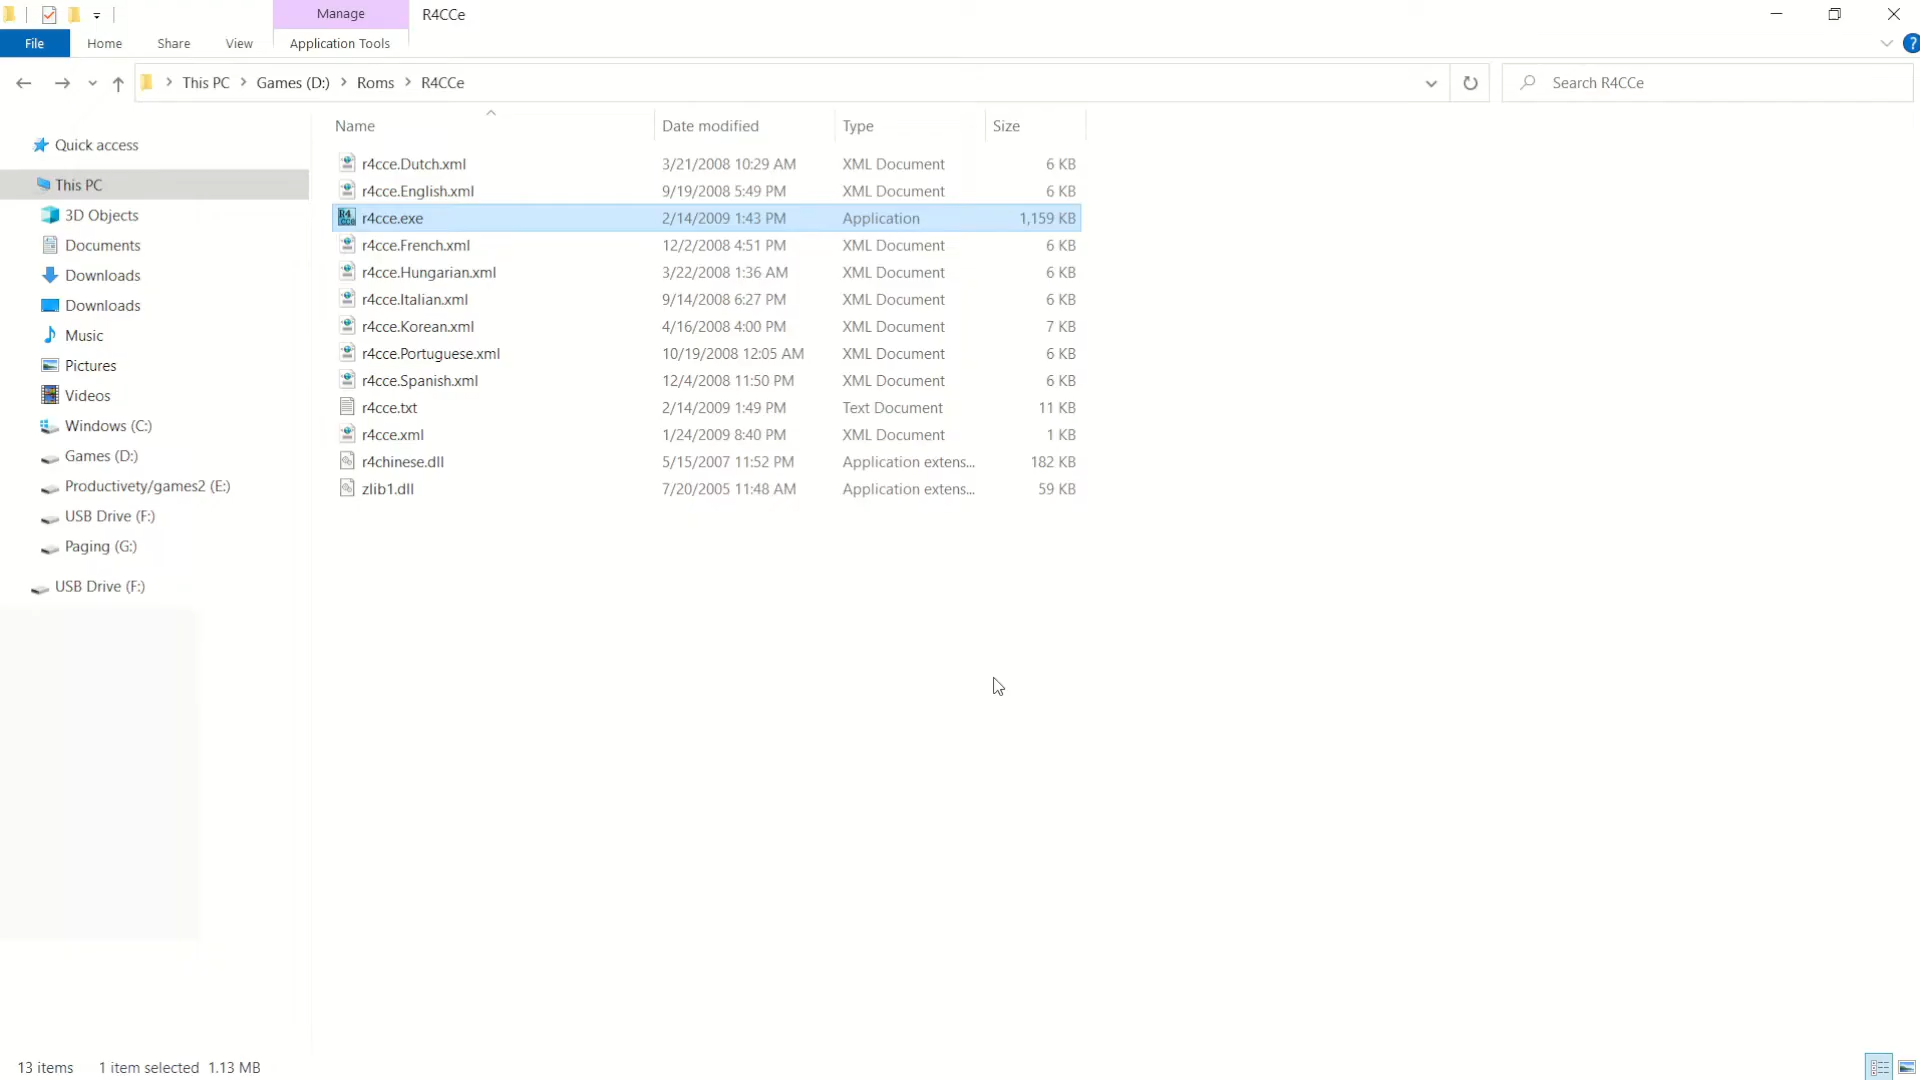 Manage
R4CCe
File
Home
Share
View
Application Tools
?
This PC
Games (D:)
Roms
R4CCe
Search R4CCe
Name
Date modified
Type
Size
Quick access
This PC
3D Objects
Documents
Downloads
Downloads
Music
Pictures
Videos
Windows (C:)
Games (D:)
Productivety/games2 (E:)
USB Drive (F:)
Paging (G:)
USB Drive (F:)
r4cce.Dutch.xml 3/21/2008 10:29 AM XML Document 6 KB
r4cce.English.xml 9/19/2008 5:49 PM XML Document 6 KB
r4cce.exe 2/14/2009 1:43 PM Application 1,159 KB
r4cce.French.xml 12/2/2008 4:51 PM XML Document 6 KB
r4cce.Hungarian.xml 3/22/2008 1:36 AM XML Document 6 KB
r4cce.Italian.xml 9/14/2008 6:27 PM XML Document 6 KB
r4cce.Korean.xml 4/16/2008 4:00 PM XML Document 7 KB
r4cce.Portuguese.xml 10/19/2008 12:05 AM XML Document 6 KB
r4cce.Spanish.xml 12/4/2008 11:50 PM XML Document 6 KB
r4cce.txt 2/14/2009 1:49 PM Text Document 11 KB
r4cce.xml 1/24/2009 8:40 PM XML Document 1 KB
r4chinese.dll 5/15/2007 11:52 PM Application extens... 182 KB
zlib1.dll 7/20/2005 11:48 AM Application extens... 59 KB
13 items 1 item selected 1.13 MB